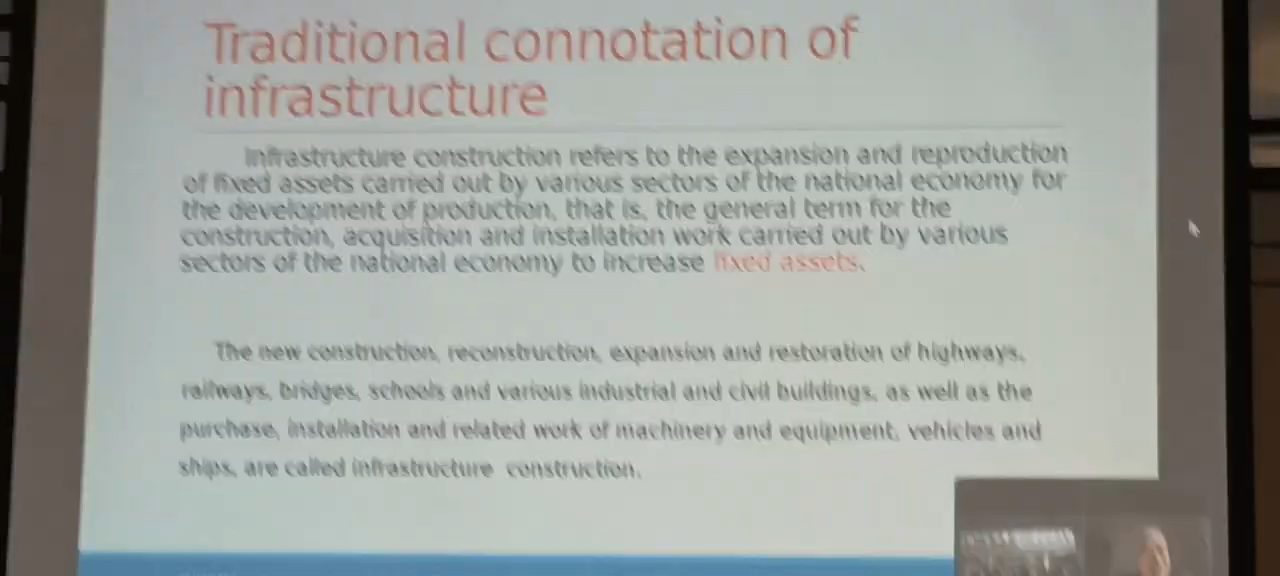 Traditional connotation of
infrastructure
Infrastructure construction refers to the expansion and reproduction
of fixed assets carried out by various sectors of the national economy for
the development of production, that is, the general term for the
construction, acquisition and installation work carried out by various
sectors of the national economy to increase fixed assets.
The new construction, reconstruction, expansion and restoration of highways,
railways, bridges, schools and various industrial and civil buildings, as well as the
purchase, installation and related work of machinery and equipment, vehicles and
ships, are called infrastructure construction.